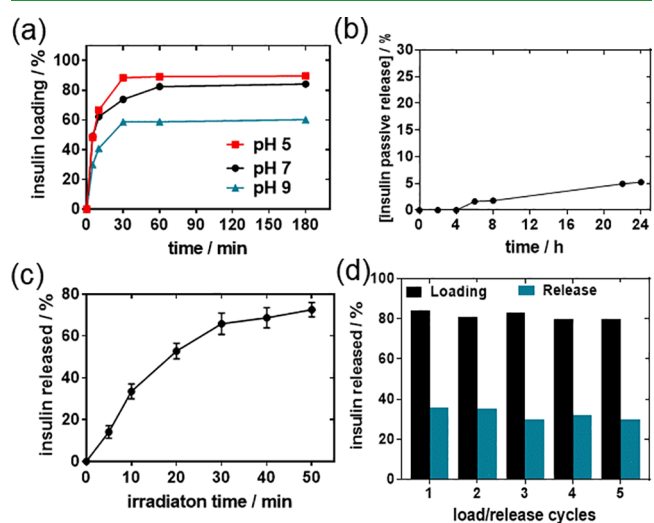 (a)
insulin loading / %
100
80
60
40
20
0
pH 5
pH 7
pH 9
0 30 60 90 120 150 180
time / min
(b)
[Insulin passive release] / %
30
25
20
15
10
5
0
0 4 8 12 16 20 24
time / h
(c)
insulin released / %
80
60
40
20
0
0 10 20 30 40 50
irradiaton time / min
(d)
insulin released / %
100
80
60
40
20
0
Loading Release
1 2 3 4 5
load/release cycles